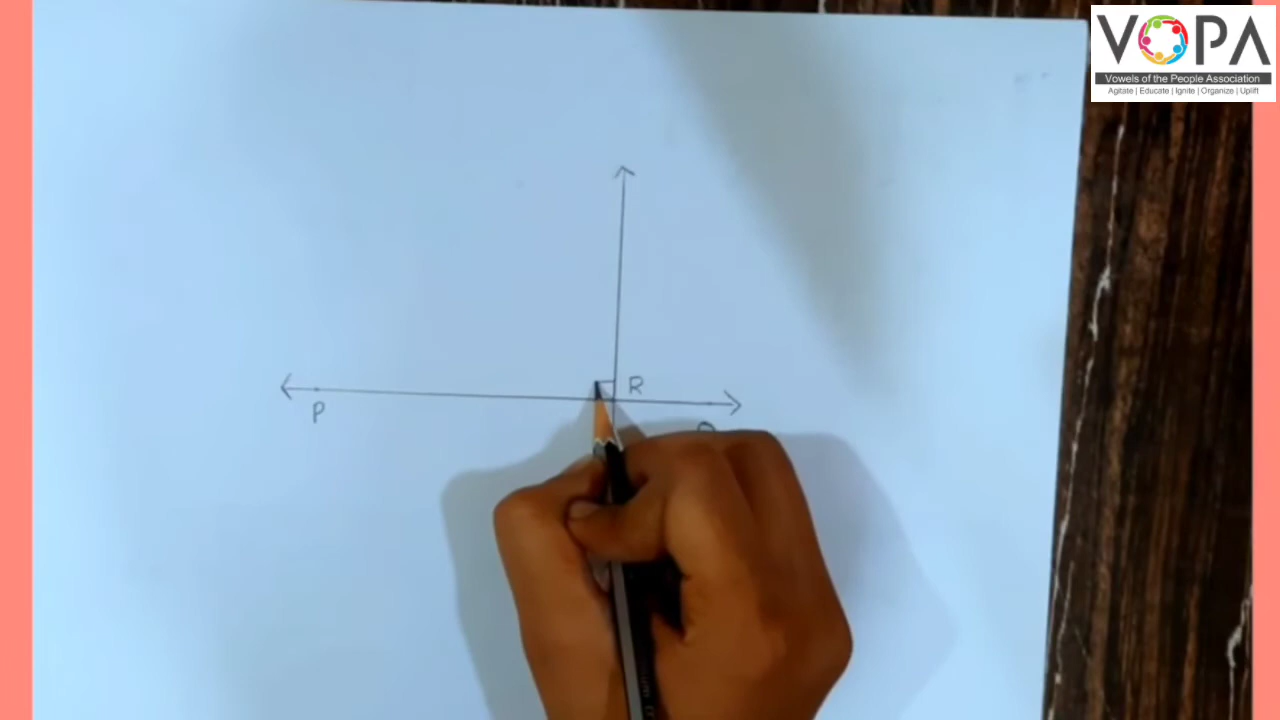 VOPA
Vowels of the People Association
Agitate | Educate | Ignite | Organize | Uplift
R
P